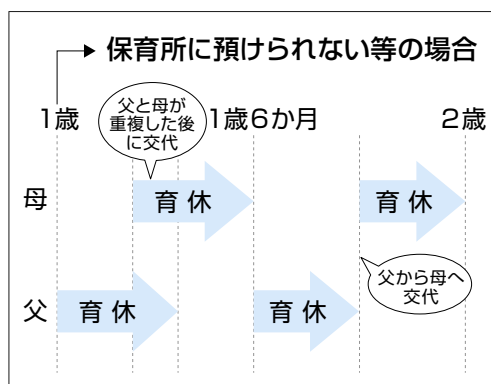 保育所に預けられない等の場合
1歳
父と母が
重複した後
に交代
1歳6か月
2歳
母
育休
育休
父から母へ
交代
父
育休
育休